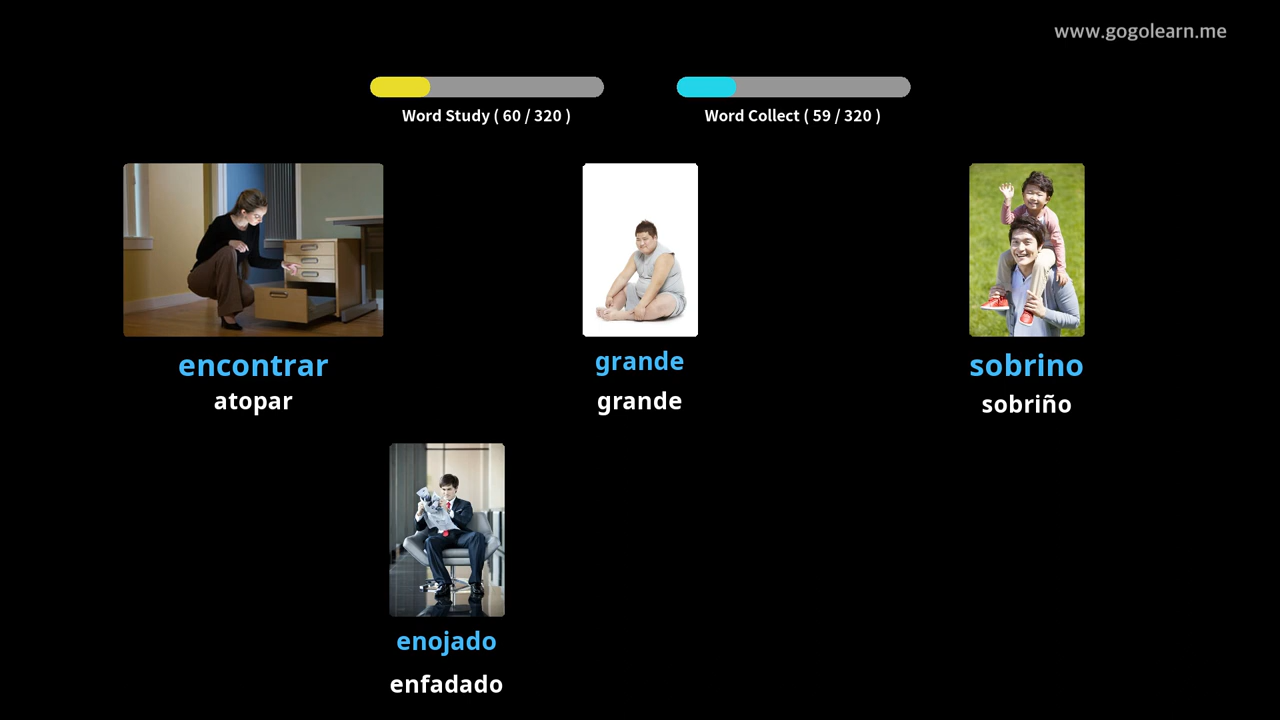 www.gogolearn.me
Word Study ( 60 / 320 )
Word Collect ( 59 / 320 )
encontrar
atopar
grande
grande
sobrino
sobriño
enojado
enfadado